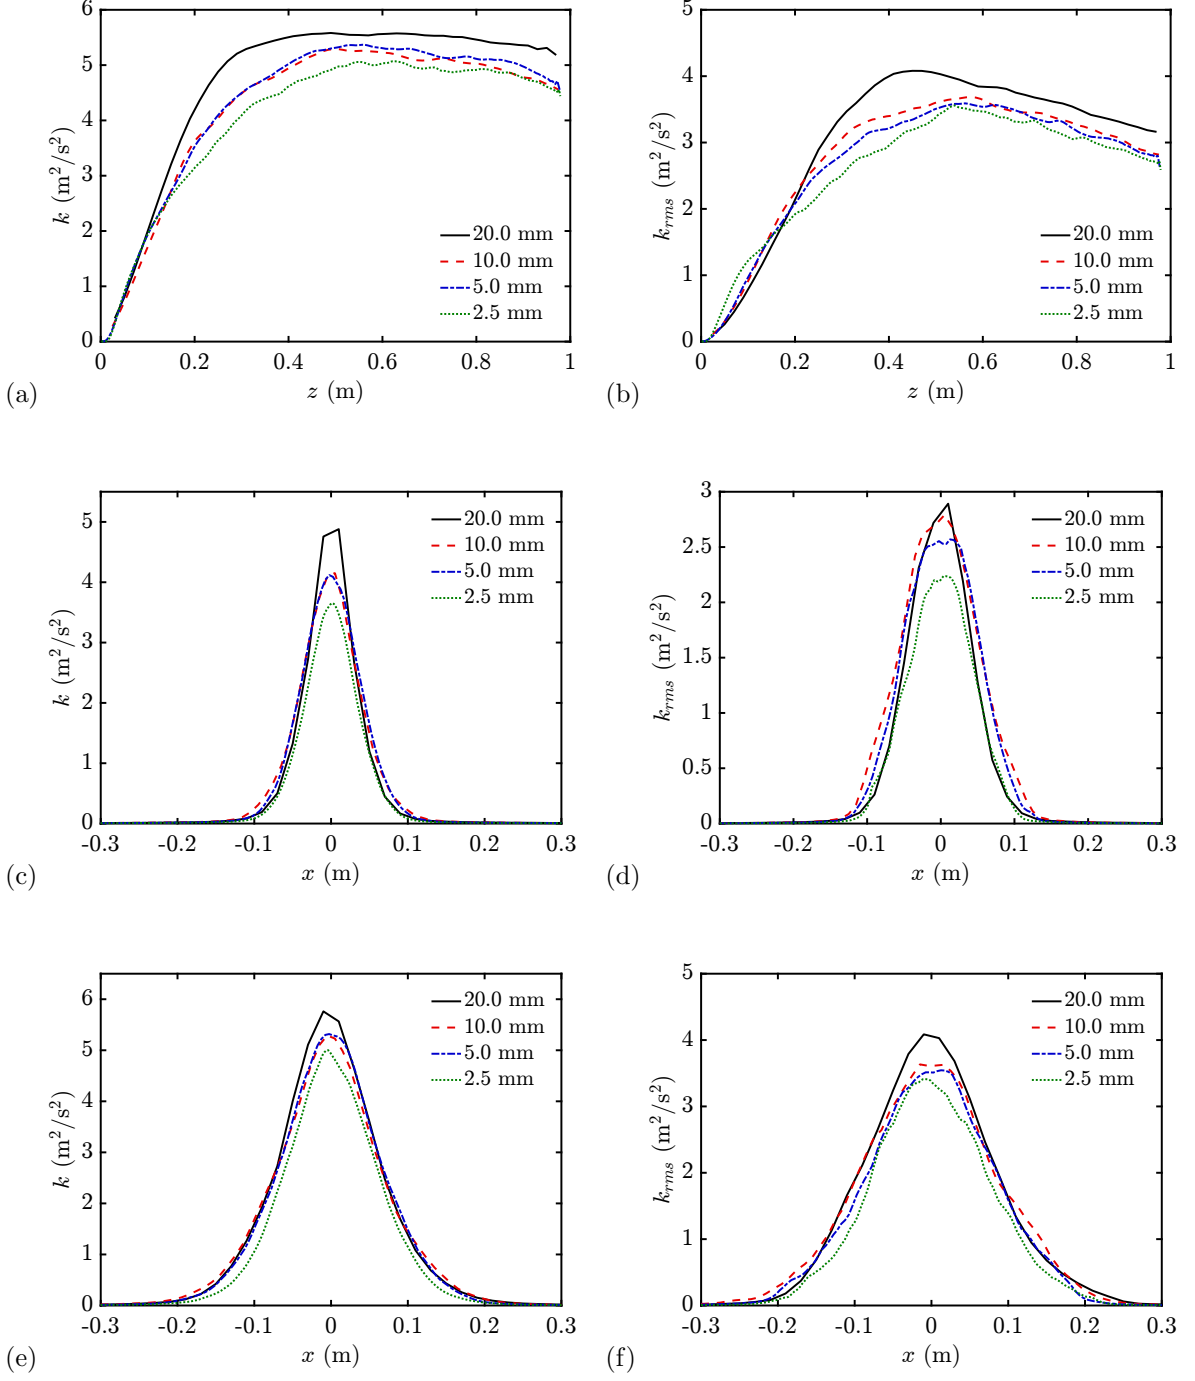 6
5
4
3
2
1
0
k (m²/s²)
20.0 mm
10.0 mm
5.0 mm
2.5 mm
0 0.2 0.4 0.6 0.8 1
(a) z (m)
5
4
3
2
1
0
k_rms (m²/s²)
20.0 mm
10.0 mm
5.0 mm
2.5 mm
0 0.2 0.4 0.6 0.8 1
(b) z (m)
5
4
3
2
1
0
k (m²/s²)
20.0 mm
10.0 mm
5.0 mm
2.5 mm
-0.3 -0.2 -0.1 0 0.1 0.2 0.3
(c) x (m)
3
2.5
2
1.5
1
0.5
0
k_rms (m²/s²)
20.0 mm
10.0 mm
5.0 mm
2.5 mm
-0.3 -0.2 -0.1 0 0.1 0.2 0.3
(d) x (m)
6
5
4
3
2
1
0
k (m²/s²)
20.0 mm
10.0 mm
5.0 mm
2.5 mm
-0.3 -0.2 -0.1 0 0.1 0.2 0.3
(e) x (m)
5
4
3
2
1
0
k_rms (m²/s²)
20.0 mm
10.0 mm
5.0 mm
2.5 mm
-0.3 -0.2 -0.1 0 0.1 0.2 0.3
(f) x (m)